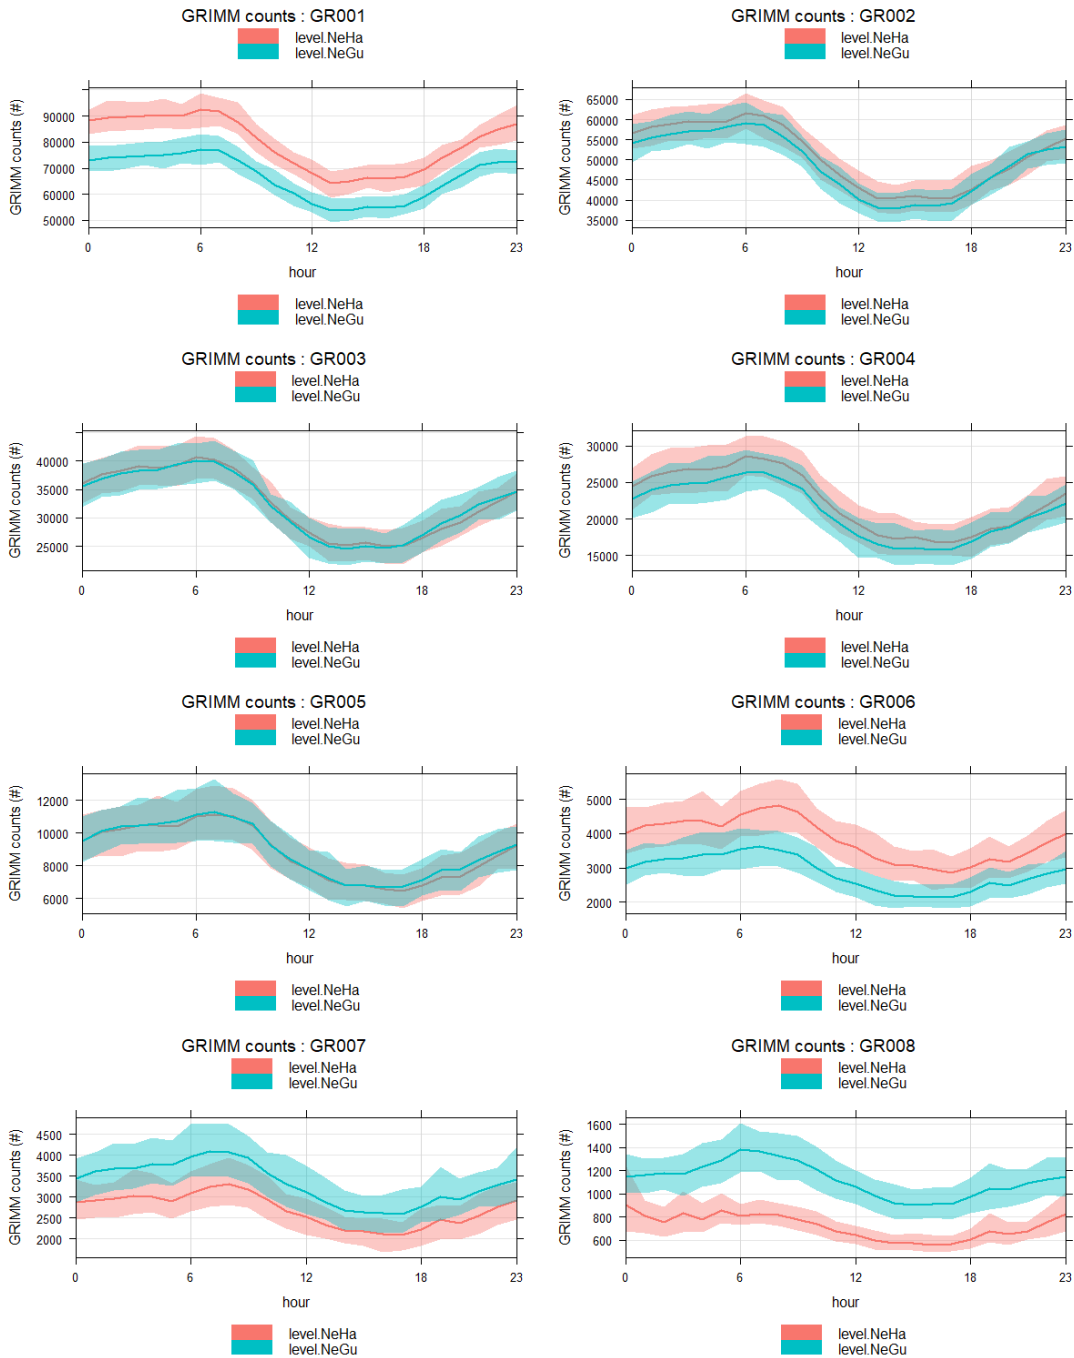 GRIMM counts : GR001
level.NeHa
level.NeGu
GRIMM counts (#)
90000
80000
70000
60000
50000
0 6 12 18 23
hour
level.NeHa
level.NeGu
GRIMM counts : GR002
level.NeHa
level.NeGu
GRIMM counts (#)
65000
60000
55000
50000
45000
40000
35000
0 6 12 18 23
hour
level.NeHa
level.NeGu
GRIMM counts : GR003
level.NeHa
level.NeGu
GRIMM counts (#)
40000
35000
30000
25000
0 6 12 18 23
hour
level.NeHa
level.NeGu
GRIMM counts : GR004
level.NeHa
level.NeGu
GRIMM counts (#)
30000
25000
20000
15000
0 6 12 18 23
hour
level.NeHa
level.NeGu
GRIMM counts : GR005
level.NeHa
level.NeGu
GRIMM counts (#)
12000
10000
8000
6000
0 6 12 18 23
hour
level.NeHa
level.NeGu
GRIMM counts : GR006
level.NeHa
level.NeGu
GRIMM counts (#)
5000
4000
3000
2000
0 6 12 18 23
hour
level.NeHa
level.NeGu
GRIMM counts : GR007
level.NeHa
level.NeGu
GRIMM counts (#)
4500
4000
3500
3000
2500
2000
0 6 12 18 23
hour
level.NeHa
level.NeGu
GRIMM counts : GR008
level.NeHa
level.NeGu
GRIMM counts (#)
1600
1400
1200
1000
800
600
0 6 12 18 23
hour
level.NeHa
level.NeGu